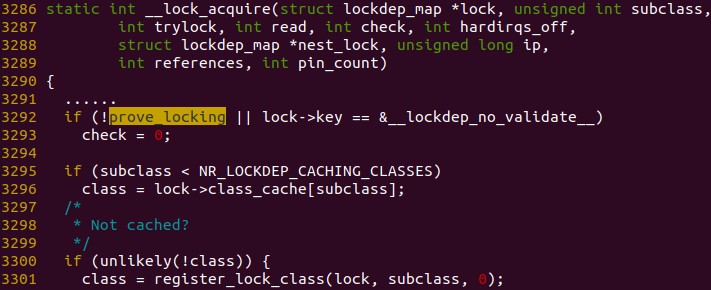 3286 static int __lock_acquire(struct lockdep_map *lock, unsigned int subclass,
3287         int trylock, int read, int check, int hardirqs_off,
3288         struct lockdep_map *nest_lock, unsigned long ip,
3289         int references, int pin_count)
3290 {
3291   ......
3292   if (!prove_locking || lock->key == &__lockdep_no_validate__)
3293     check = 0;
3294
3295   if (subclass < NR_LOCKDEP_CACHING_CLASSES)
3296     class = lock->class_cache[subclass];
3297   /*
3298    * Not cached?
3299    */
3300   if (unlikely(!class)) {
3301     class = register_lock_class(lock, subclass, 0);